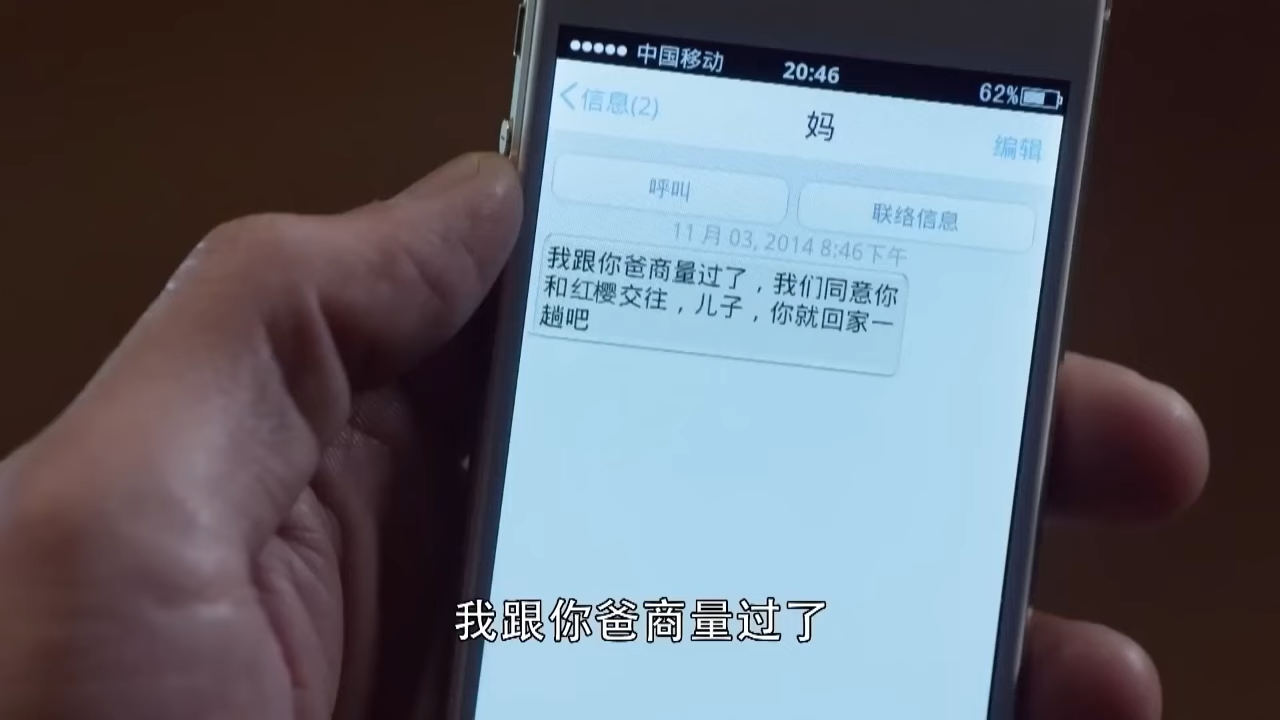 中国移动 20:46 62%
信息(2) 妈 编辑
呼叫 联络信息
11月 03, 2014 8:46下午
我跟你爸商量过了，我们同意你
和红樱交往，儿子，你就回家一
趟吧
我跟你爸商量过了